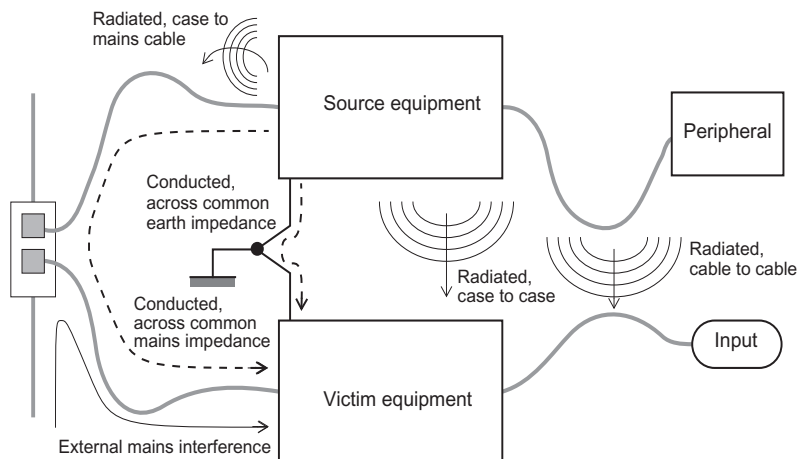 Radiated, case to
mains cable
Source equipment
Peripheral
Conducted,
across common
earth impedance
Radiated,
case to case
Radiated,
cable to cable
Conducted,
across common
mains impedance
Input
Victim equipment
External mains interference